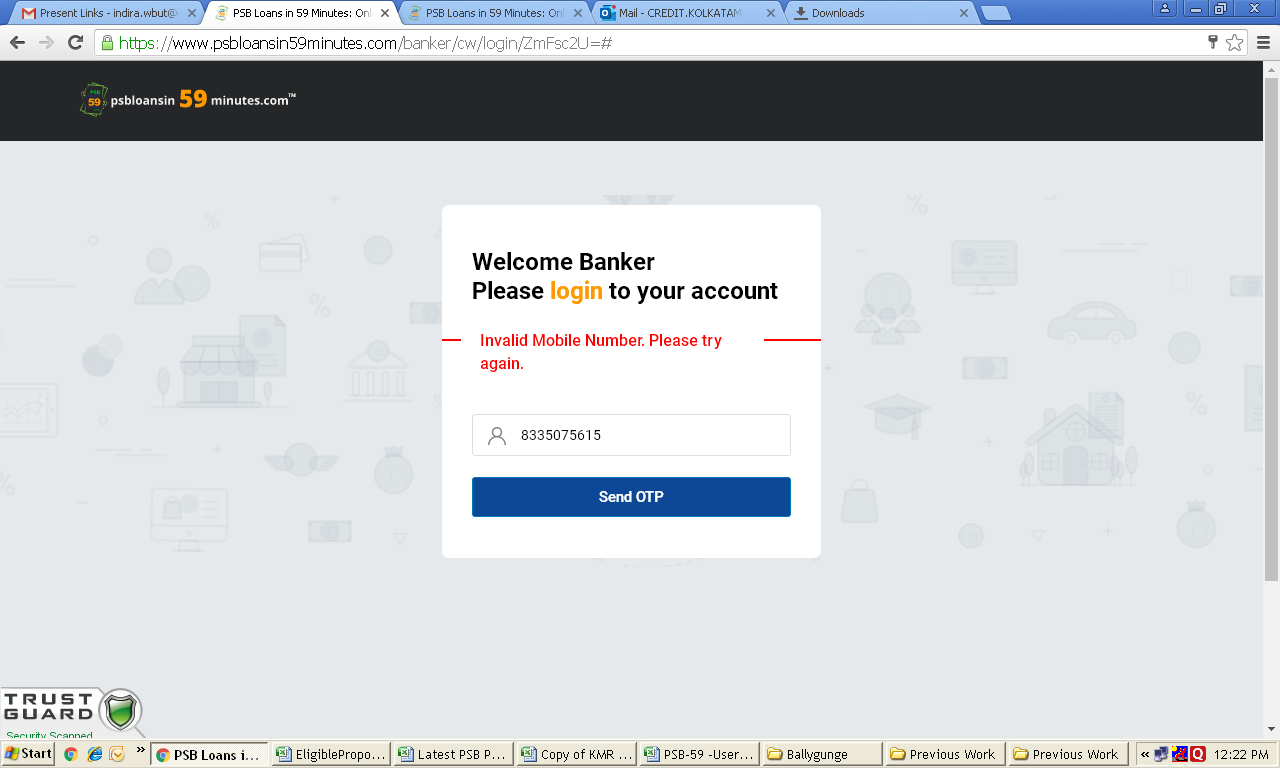 Present Links - indira.wbut@
PSB Loans in 59 Minutes: Onl
PSB Loans in 59 Minutes: Onl
Mail - CREDIT.KOLKATAM
Downloads
https://www.psbloansin59minutes.com/banker/cw/login/ZmFsc2U=#
PSB
59
psbloansin 59 minutes.com™
Welcome Banker
Please login to your account
Invalid Mobile Number. Please try
again.
8335075615
Send OTP
TRUST
GUARD
Security Scanned
Start
»
PSB Loans i...
EligiblePropo...
Latest PSB P...
Copy of KMR ...
PSB-59 -User...
Ballygunge
Previous Work
Previous Work
«
12:22 PM